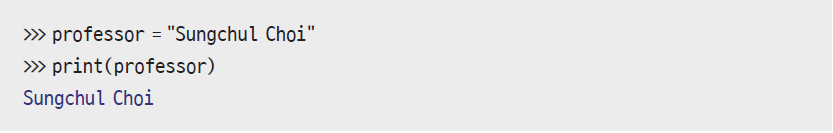 >>> professor = "Sungchul Choi"
>>> print(professor)
Sungchul Choi